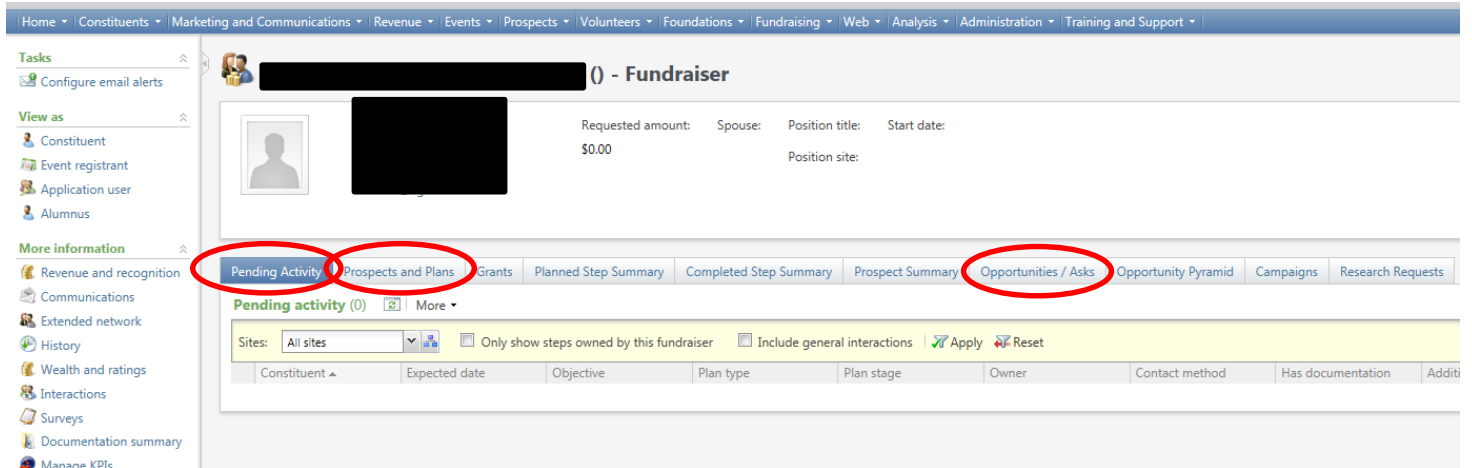 Home Constituents Marketing and Communications Revenue Events Prospects Volunteers Foundations Fundraising Web Analysis Administration Training and Support
Tasks
Configure email alerts
View as
Constituent
Event registrant
Application user
Alumnus
More information
Revenue and recognition
Communications
Extended network
History
Wealth and ratings
Interactions
Surveys
Documentation summary
Manage KPIs
() - Fundraiser
Requested amount: Spouse: Position title: Start date:
$0.00
Position site:
Pending Activity Prospects and Plans Grants Planned Step Summary Completed Step Summary Prospect Summary Opportunities / Asks Opportunity Pyramid Campaigns Research Requests
Pending activity (0) More
Sites: All sites Only show steps owned by this fundraiser Include general interactions Apply Reset
Constituent Expected date Objective Plan type Plan stage Owner Contact method Has documentation Additi